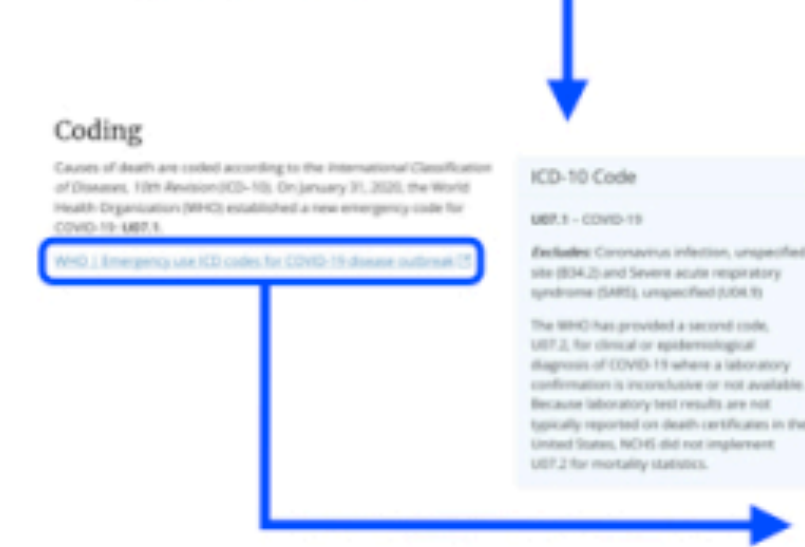 Coding
Causes of death are coded according to the International Classification
of Diseases, 10th Revision (ICD–10). On January 31, 2020, the World
Health Organization (WHO) established a new emergency code for
COVID-19: U07.1.
WHO | Emergency use ICD codes for COVID-19 disease outbreak
ICD-10 Code
U07.1 – COVID-19
Excludes: Coronavirus infection, unspecified
site (B34.2) and Severe acute respiratory
syndrome (SARS), unspecified (U04.9)
The WHO has provided a second code,
U07.2, for clinical or epidemiological
diagnosis of COVID-19 where a laboratory
confirmation is inconclusive or not available.
Because laboratory test results are not
typically reported on death certificates in the
United States, NCHS did not implement
U07.2 for mortality statistics.